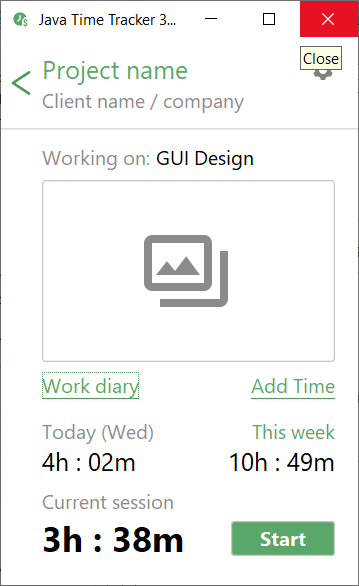 Java Time Tracker 3...
Close
Project name
Client name / company
Working on: GUI Design
Work diary Add Time
Today (Wed) This week
4h : 02m 10h : 49m
Current session
3h : 38m Start